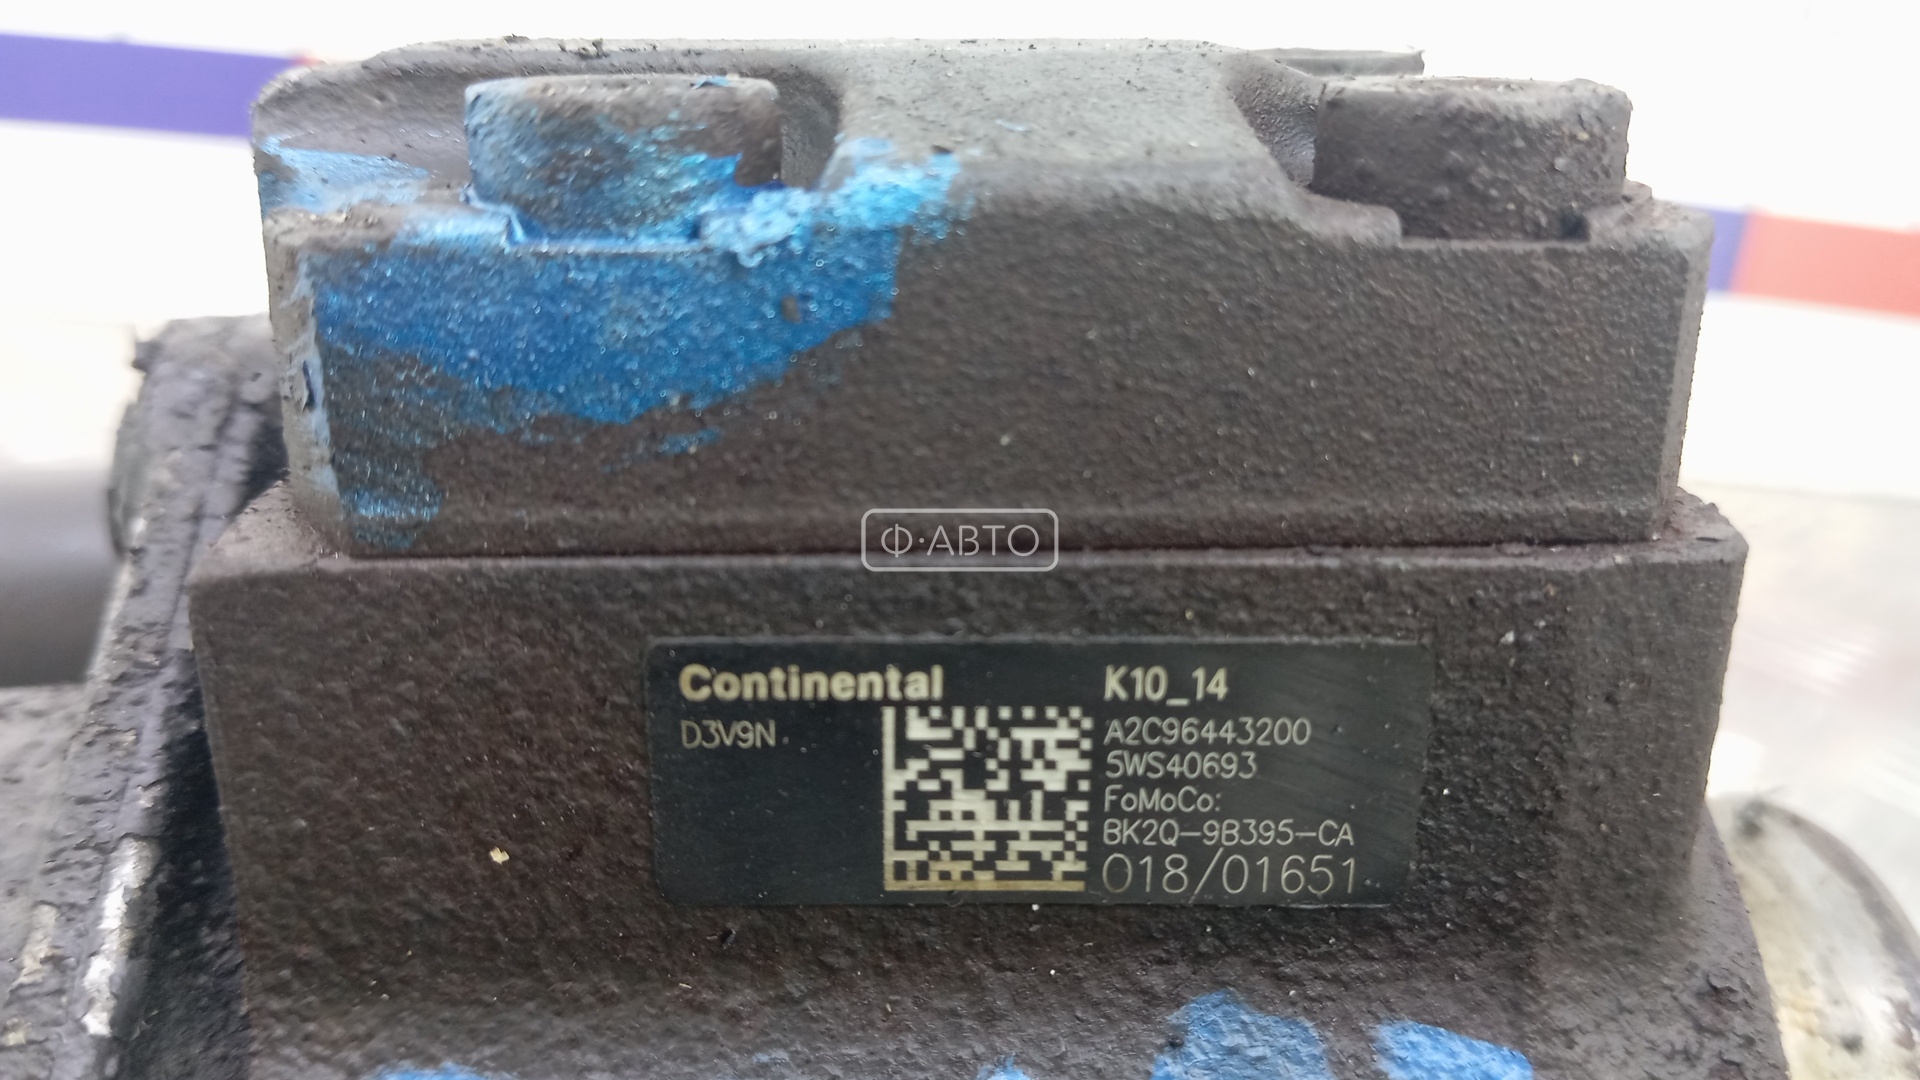 Ф·АВТО
Continental
D3V9N
K10_14
A2C96443200
5WS40693
FoMoCo:
BK2Q-9B395-CA
018/01651